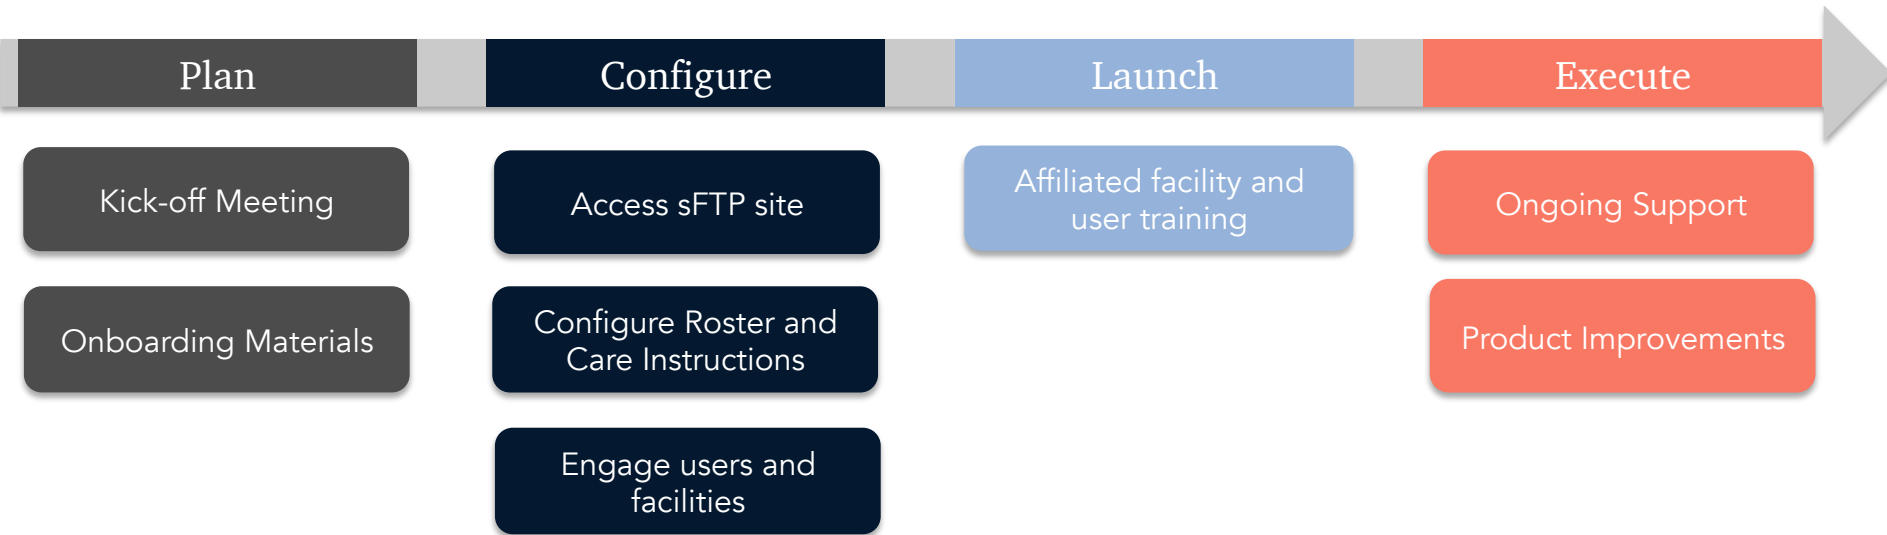 Plan
Configure
Launch
Execute
Kick-off Meeting
Access sFTP site
Affiliated facility and
user training
Ongoing Support
Onboarding Materials
Configure Roster and
Care Instructions
Product Improvements
Engage users and
facilities